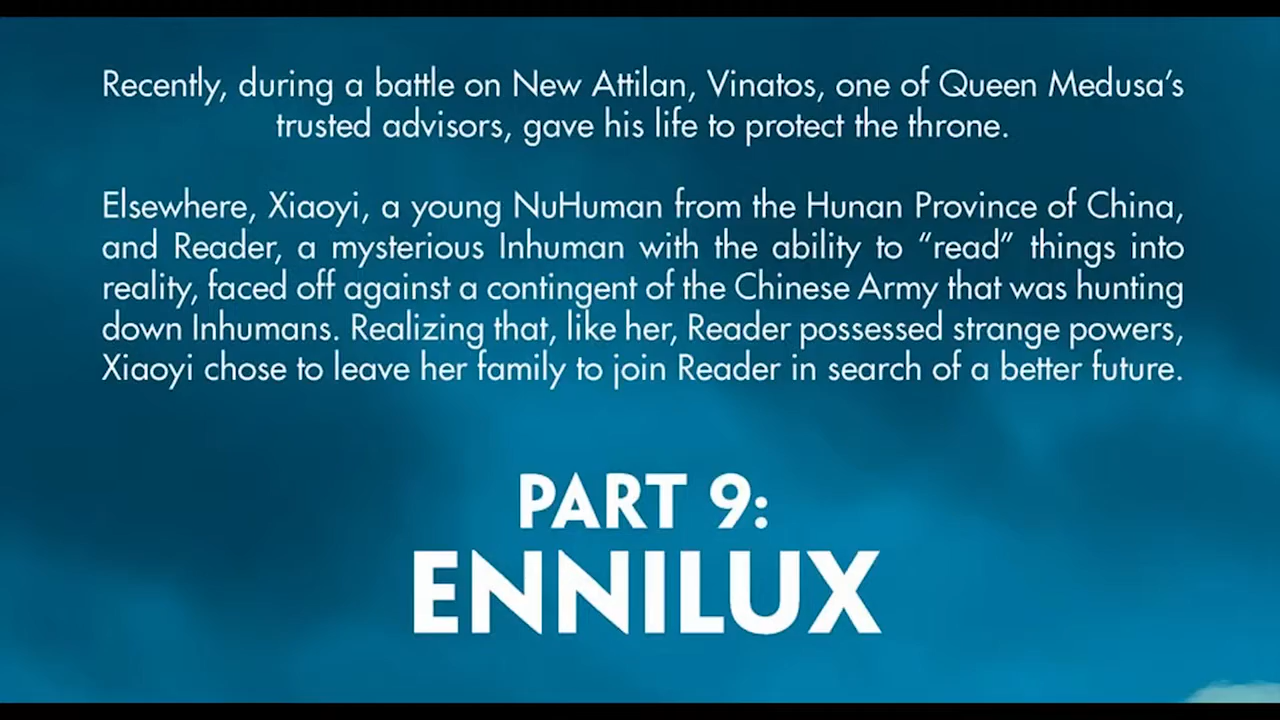 Recently, during a battle on New Attilan, Vinatos, one of Queen Medusa's
trusted advisors, gave his life to protect the throne.
Elsewhere, Xiaoyi, a young NuHuman from the Hunan Province of China,
and Reader, a mysterious Inhuman with the ability to “read” things into
reality, faced off against a contingent of the Chinese Army that was hunting
down Inhumans. Realizing that, like her, Reader possessed strange powers,
Xiaoyi chose to leave her family to join Reader in search of a better future.
PART 9:
ENNILUX